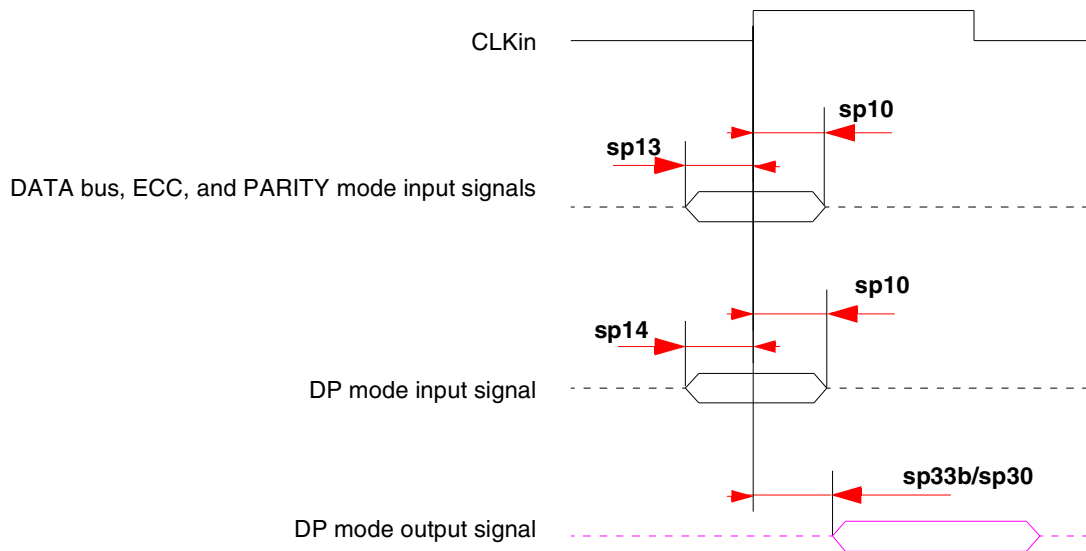 CLKin
sp10
sp13
DATA bus, ECC, and PARITY mode input signals
sp10
sp14
DP mode input signal
sp33b/sp30
DP mode output signal